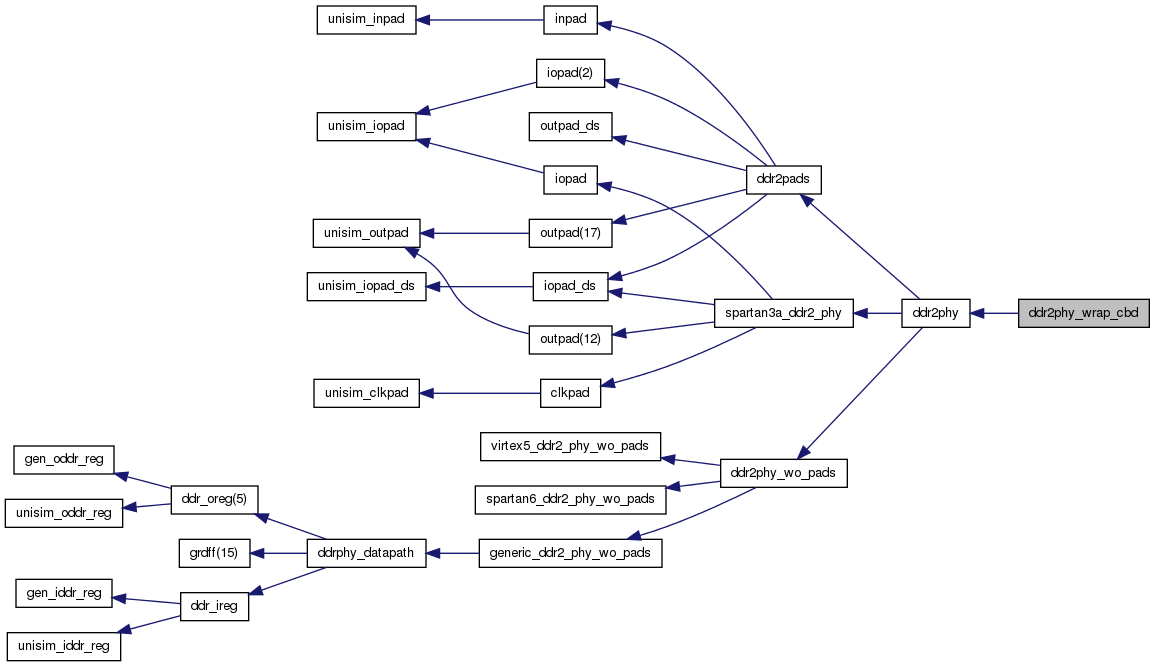 unisim_inpad
inpad
iopad(2)
unisim_iopad
outpad_ds
iopad
ddr2pads
unisim_outpad
outpad(17)
unisim_iopad_ds
iopad_ds
spartan3a_ddr2_phy
ddr2phy
ddr2phy_wrap_cbd
outpad(12)
unisim_clkpad
clkpad
virtex5_ddr2_phy_wo_pads
gen_oddr_reg
ddr2phy_wo_pads
ddr_oreg(5)
spartan6_ddr2_phy_wo_pads
unisim_oddr_reg
grdff(15)
ddrphy_datapath
generic_ddr2_phy_wo_pads
gen_iddr_reg
ddr_ireg
unisim_iddr_reg